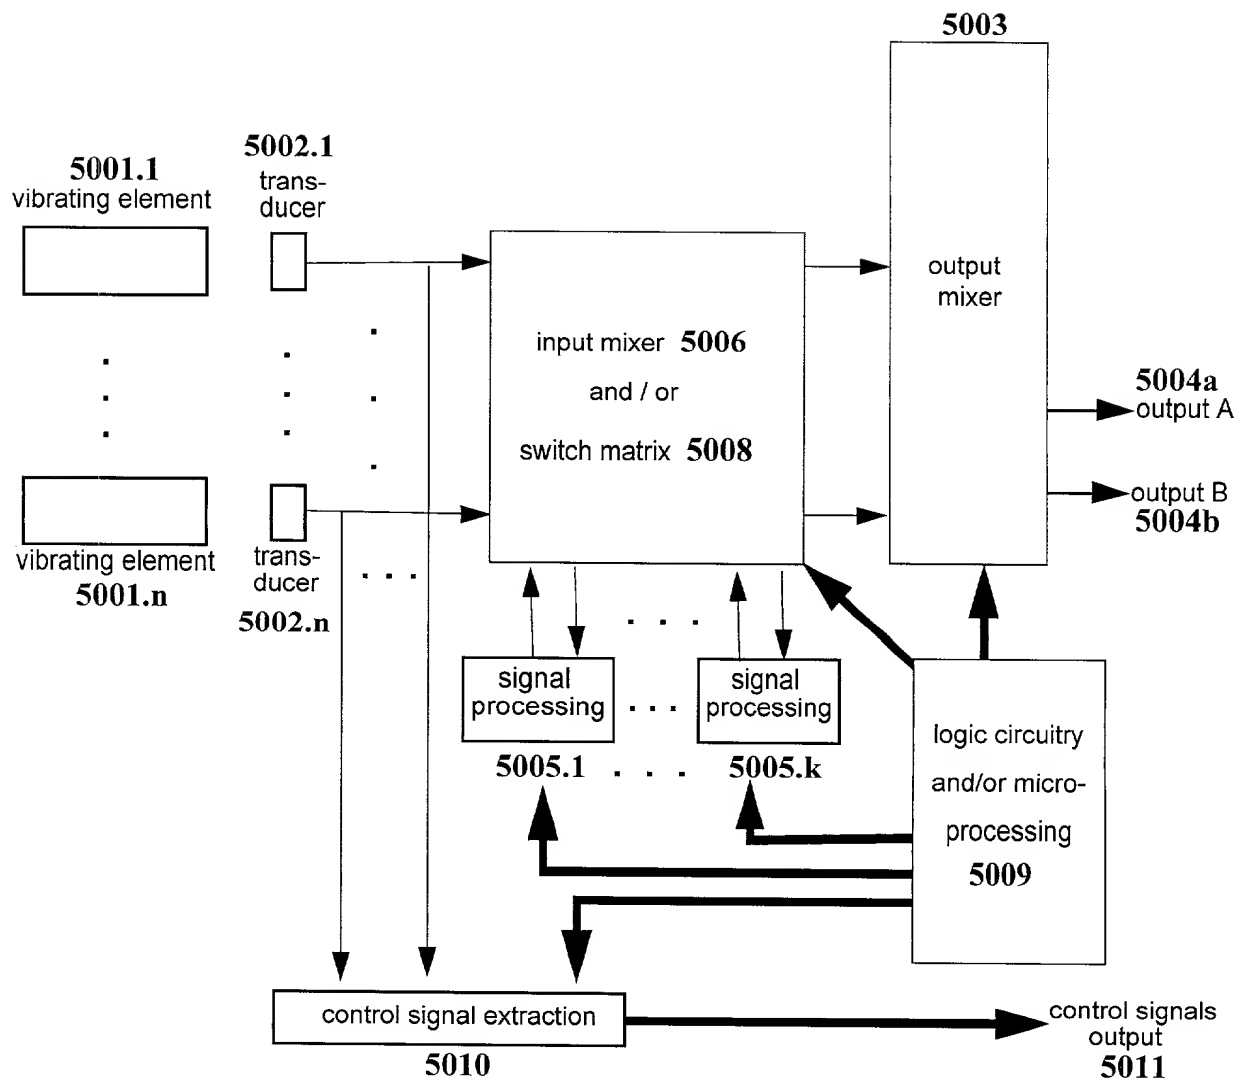 5003
5001.1
vibrating element
5002.1
trans-
ducer
output
mixer
input mixer 5006
and / or
switch matrix 5008
5004a
output A
output B
5004b
vibrating element
5001.n
trans-
ducer
5002.n
signal
processing
signal
processing
5005.1
5005.k
logic circuitry
and/or micro-
processing
5009
control signal extraction
5010
control signals
output
5011